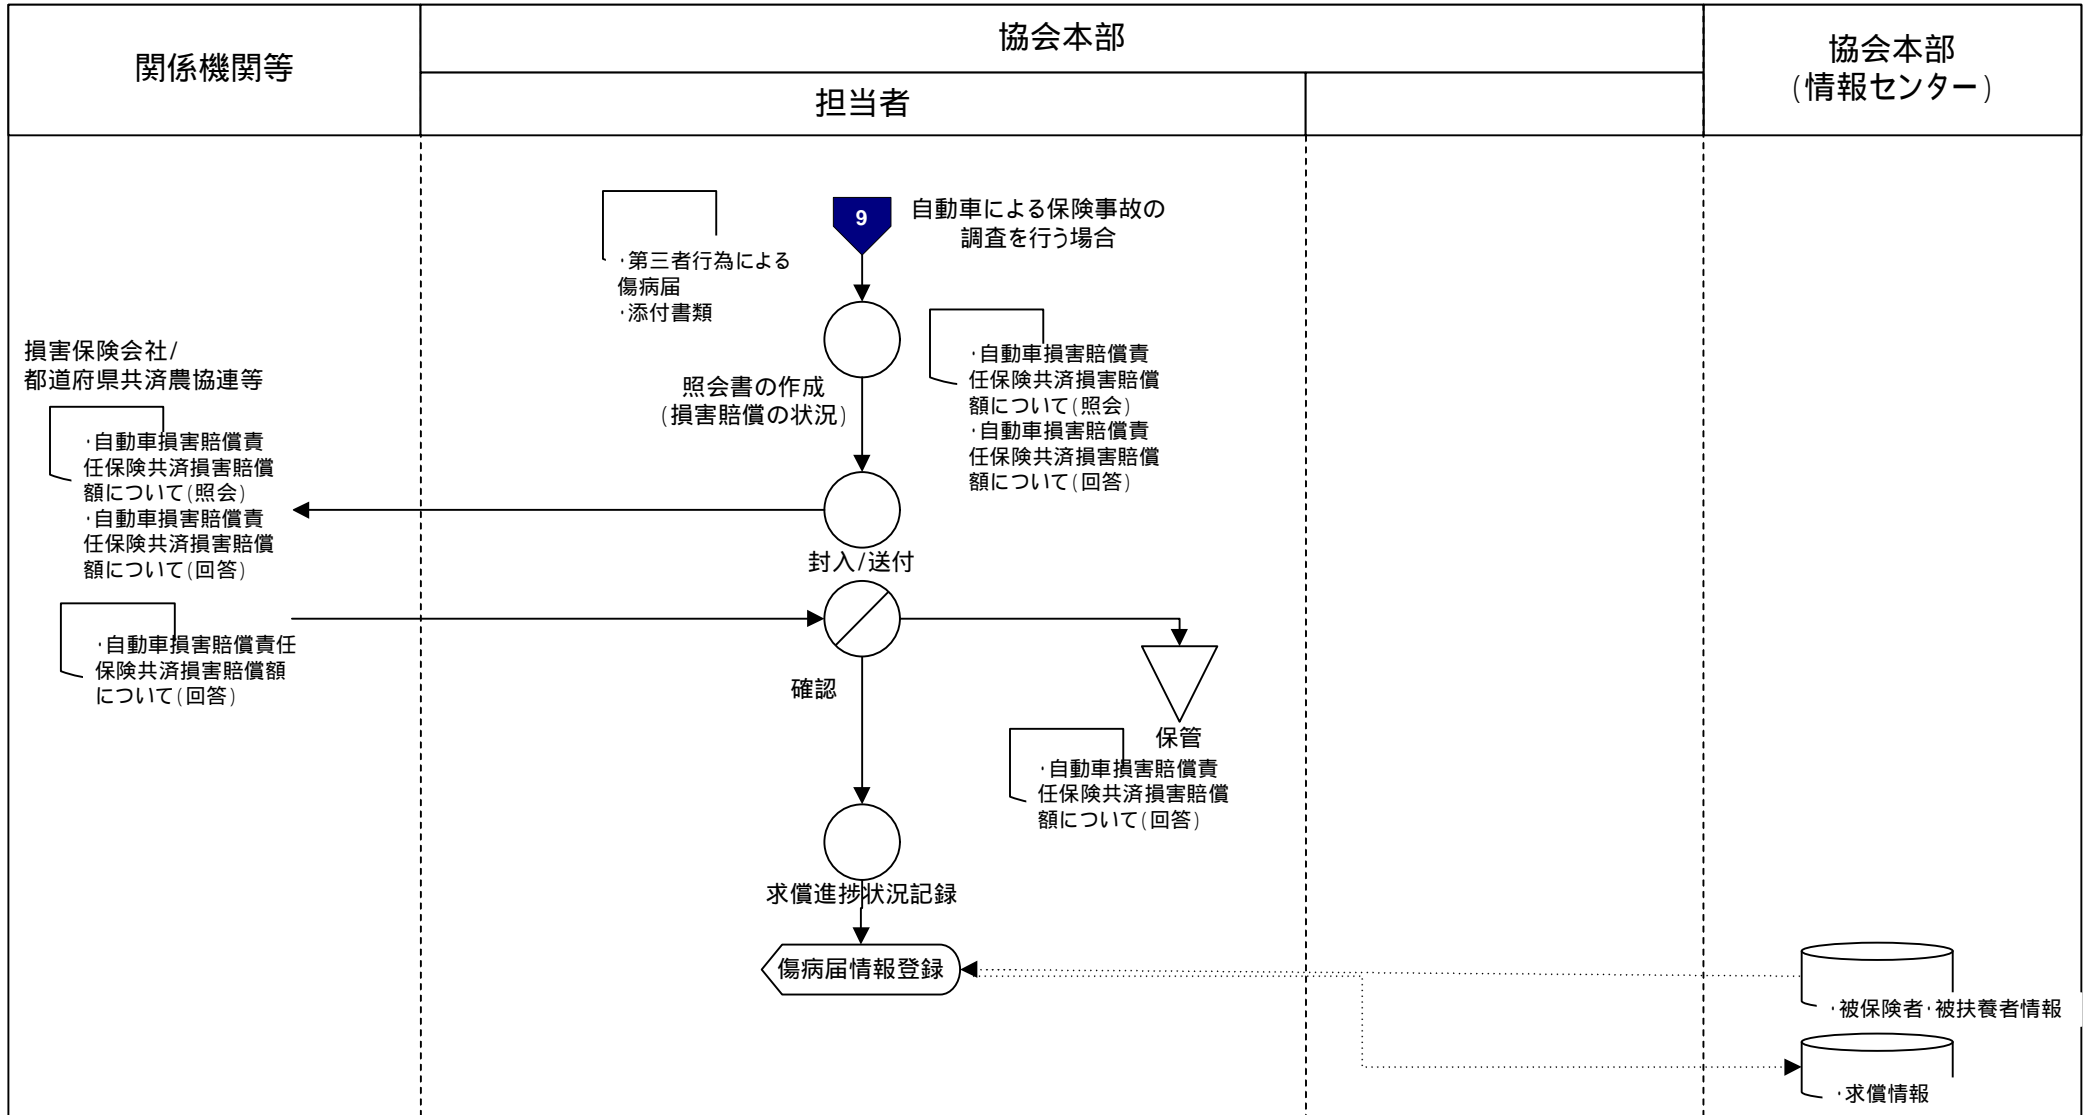 関係機関等
協会本部
担当者
協会本部
(情報センター)
9
自動車による保険事故の
調査を行う場合
・第三者行為による
傷病届
・添付書類
・自動車損害賠償責
任保険共済損害賠償
額について(照会)
・自動車損害賠償責
任保険共済損害賠償
額について(回答)
照会書の作成
(損害賠償の状況)
損害保険会社/
都道府県共済農協連等
・自動車損害賠償責
任保険共済損害賠償
額について(照会)
・自動車損害賠償責
任保険共済損害賠償
額について(回答)
封入/送付
・自動車損害賠償責任
保険共済損害賠償額
について(回答)
確認
保管
・自動車損害賠償責
任保険共済損害賠償
額について(回答)
求償進捗状況記録
傷病届情報登録
・被保険者・被扶養者情報
・求償情報